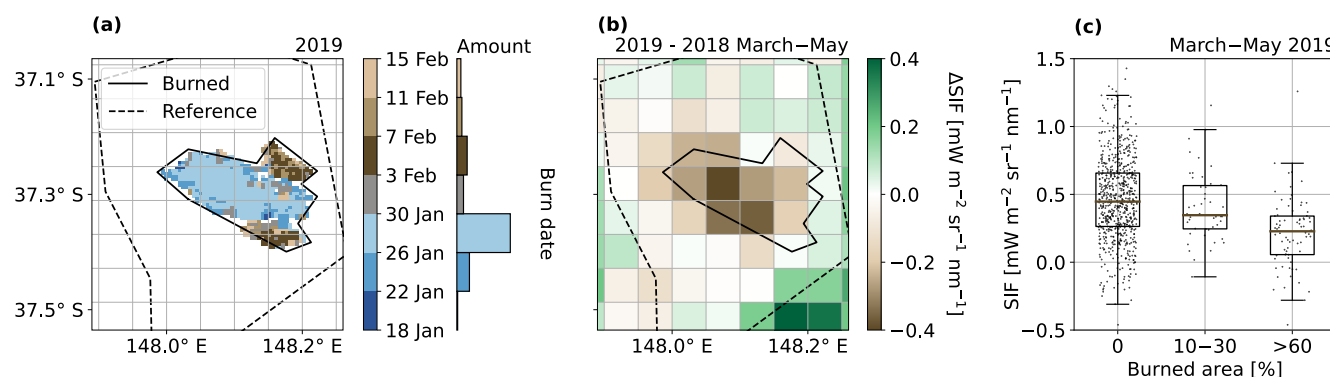 (a)
2019
Amount
Burned
Reference
37.1° S
37.3° S
37.5° S
148.0° E
148.2° E
15 Feb
11 Feb
7 Feb
3 Feb
30 Jan
26 Jan
22 Jan
18 Jan
Burn date
(b)
2019 - 2018 March−May
148.0° E
148.2° E
0.4
0.2
0.0
−0.2
−0.4
ΔSIF [mW m−2 sr−1 nm−1]
(c)
March−May 2019
SIF [mW m−2 sr−1 nm−1]
1.5
1.0
0.5
0.0
−0.5
0
10−30
>60
Burned area [%]